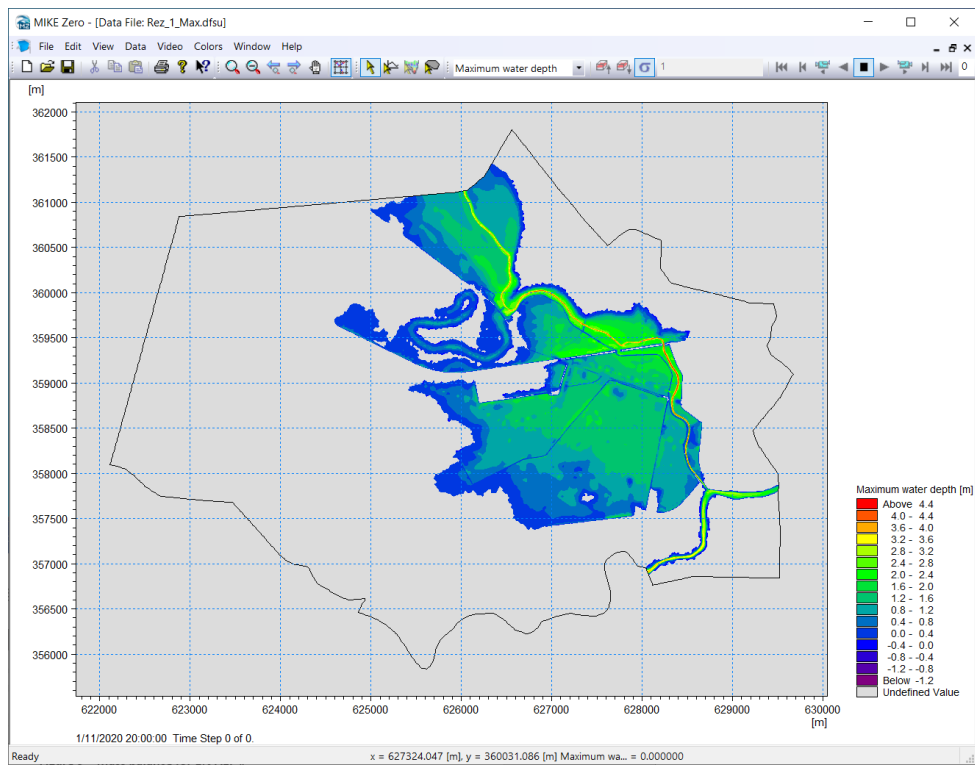 MIKE Zero - [Data File: Rez_1_Max.dfsu]
File Edit View Data Video Colors Window Help
Maximum water depth 1 0
[m]
362000
361500
361000
360500
360000
359500
359000
358500
358000
357500
357000
356500
356000
622000 623000 624000 625000 626000 627000 628000 629000 630000
[m]
Maximum water depth [m]
Above 4.4
4.0 - 4.4
3.6 - 4.0
3.2 - 3.6
2.8 - 3.2
2.4 - 2.8
2.0 - 2.4
1.6 - 2.0
1.2 - 1.6
0.8 - 1.2
0.4 - 0.8
0.0 - 0.4
-0.4 - 0.0
-0.8 - -0.4
-1.2 - -0.8
Below -1.2
Undefined Value
1/11/2020 20:00:00 Time Step 0 of 0.
Ready x = 627324.047 [m], y = 360031.086 [m] Maximum wa... = 0.000000